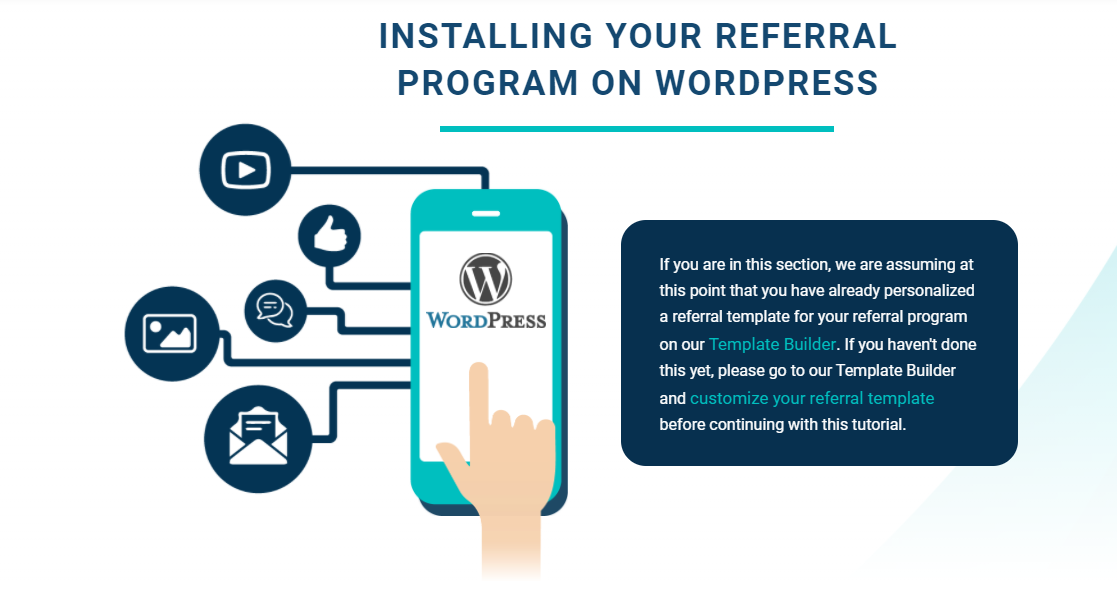 INSTALLING YOUR REFERRAL
PROGRAM ON WORDPRESS
WORDPRESS
If you are in this section, we are assuming at
this point that you have already personalized
a referral template for your referral program
on our Template Builder. If you haven't done
this yet, please go to our Template Builder
and customize your referral template
before continuing with this tutorial.